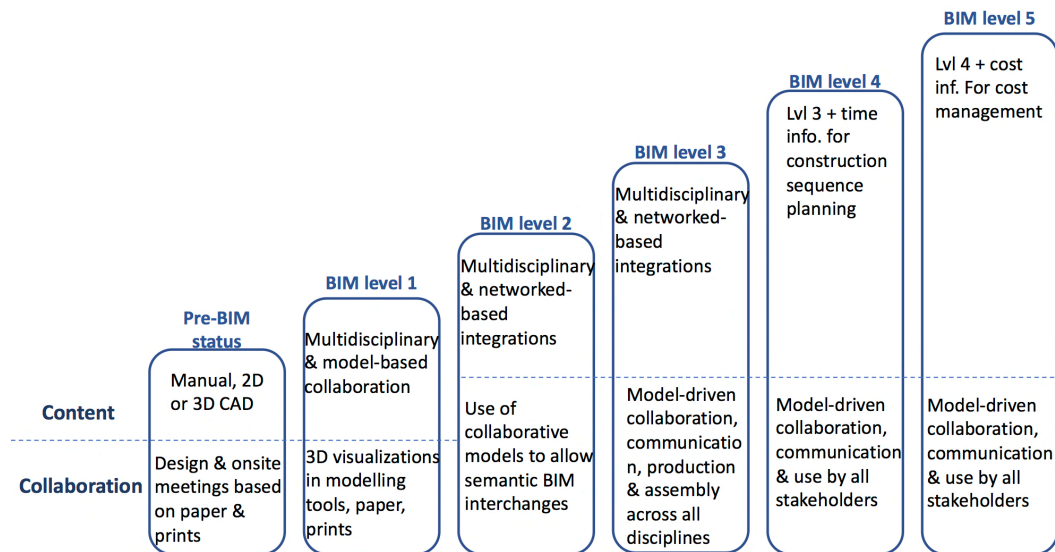 Content
Collaboration
Pre-BIM
status
Manual, 2D
or 3D CAD
Design & onsite
meetings based
on paper &
prints
BIM level 1
Multidisciplinary
& model-based
collaboration
3D visualizations
in modelling
tools, paper,
prints
BIM level 2
Multidisciplinary
& networked-
based
integrations
Use of
collaborative
models to allow
semantic BIM
interchanges
BIM level 3
Multidisciplinary
& networked-
based
integrations
Model-driven
collaboration,
communicatio
n, production
& assembly
across all
disciplines
BIM level 4
Lvl 3 + time
info. for
construction
sequence
planning
Model-driven
collaboration,
communication
& use by all
stakeholders
BIM level 5
Lvl 4 + cost
inf. For cost
management
Model-driven
collaboration,
communication
& use by all
stakeholders